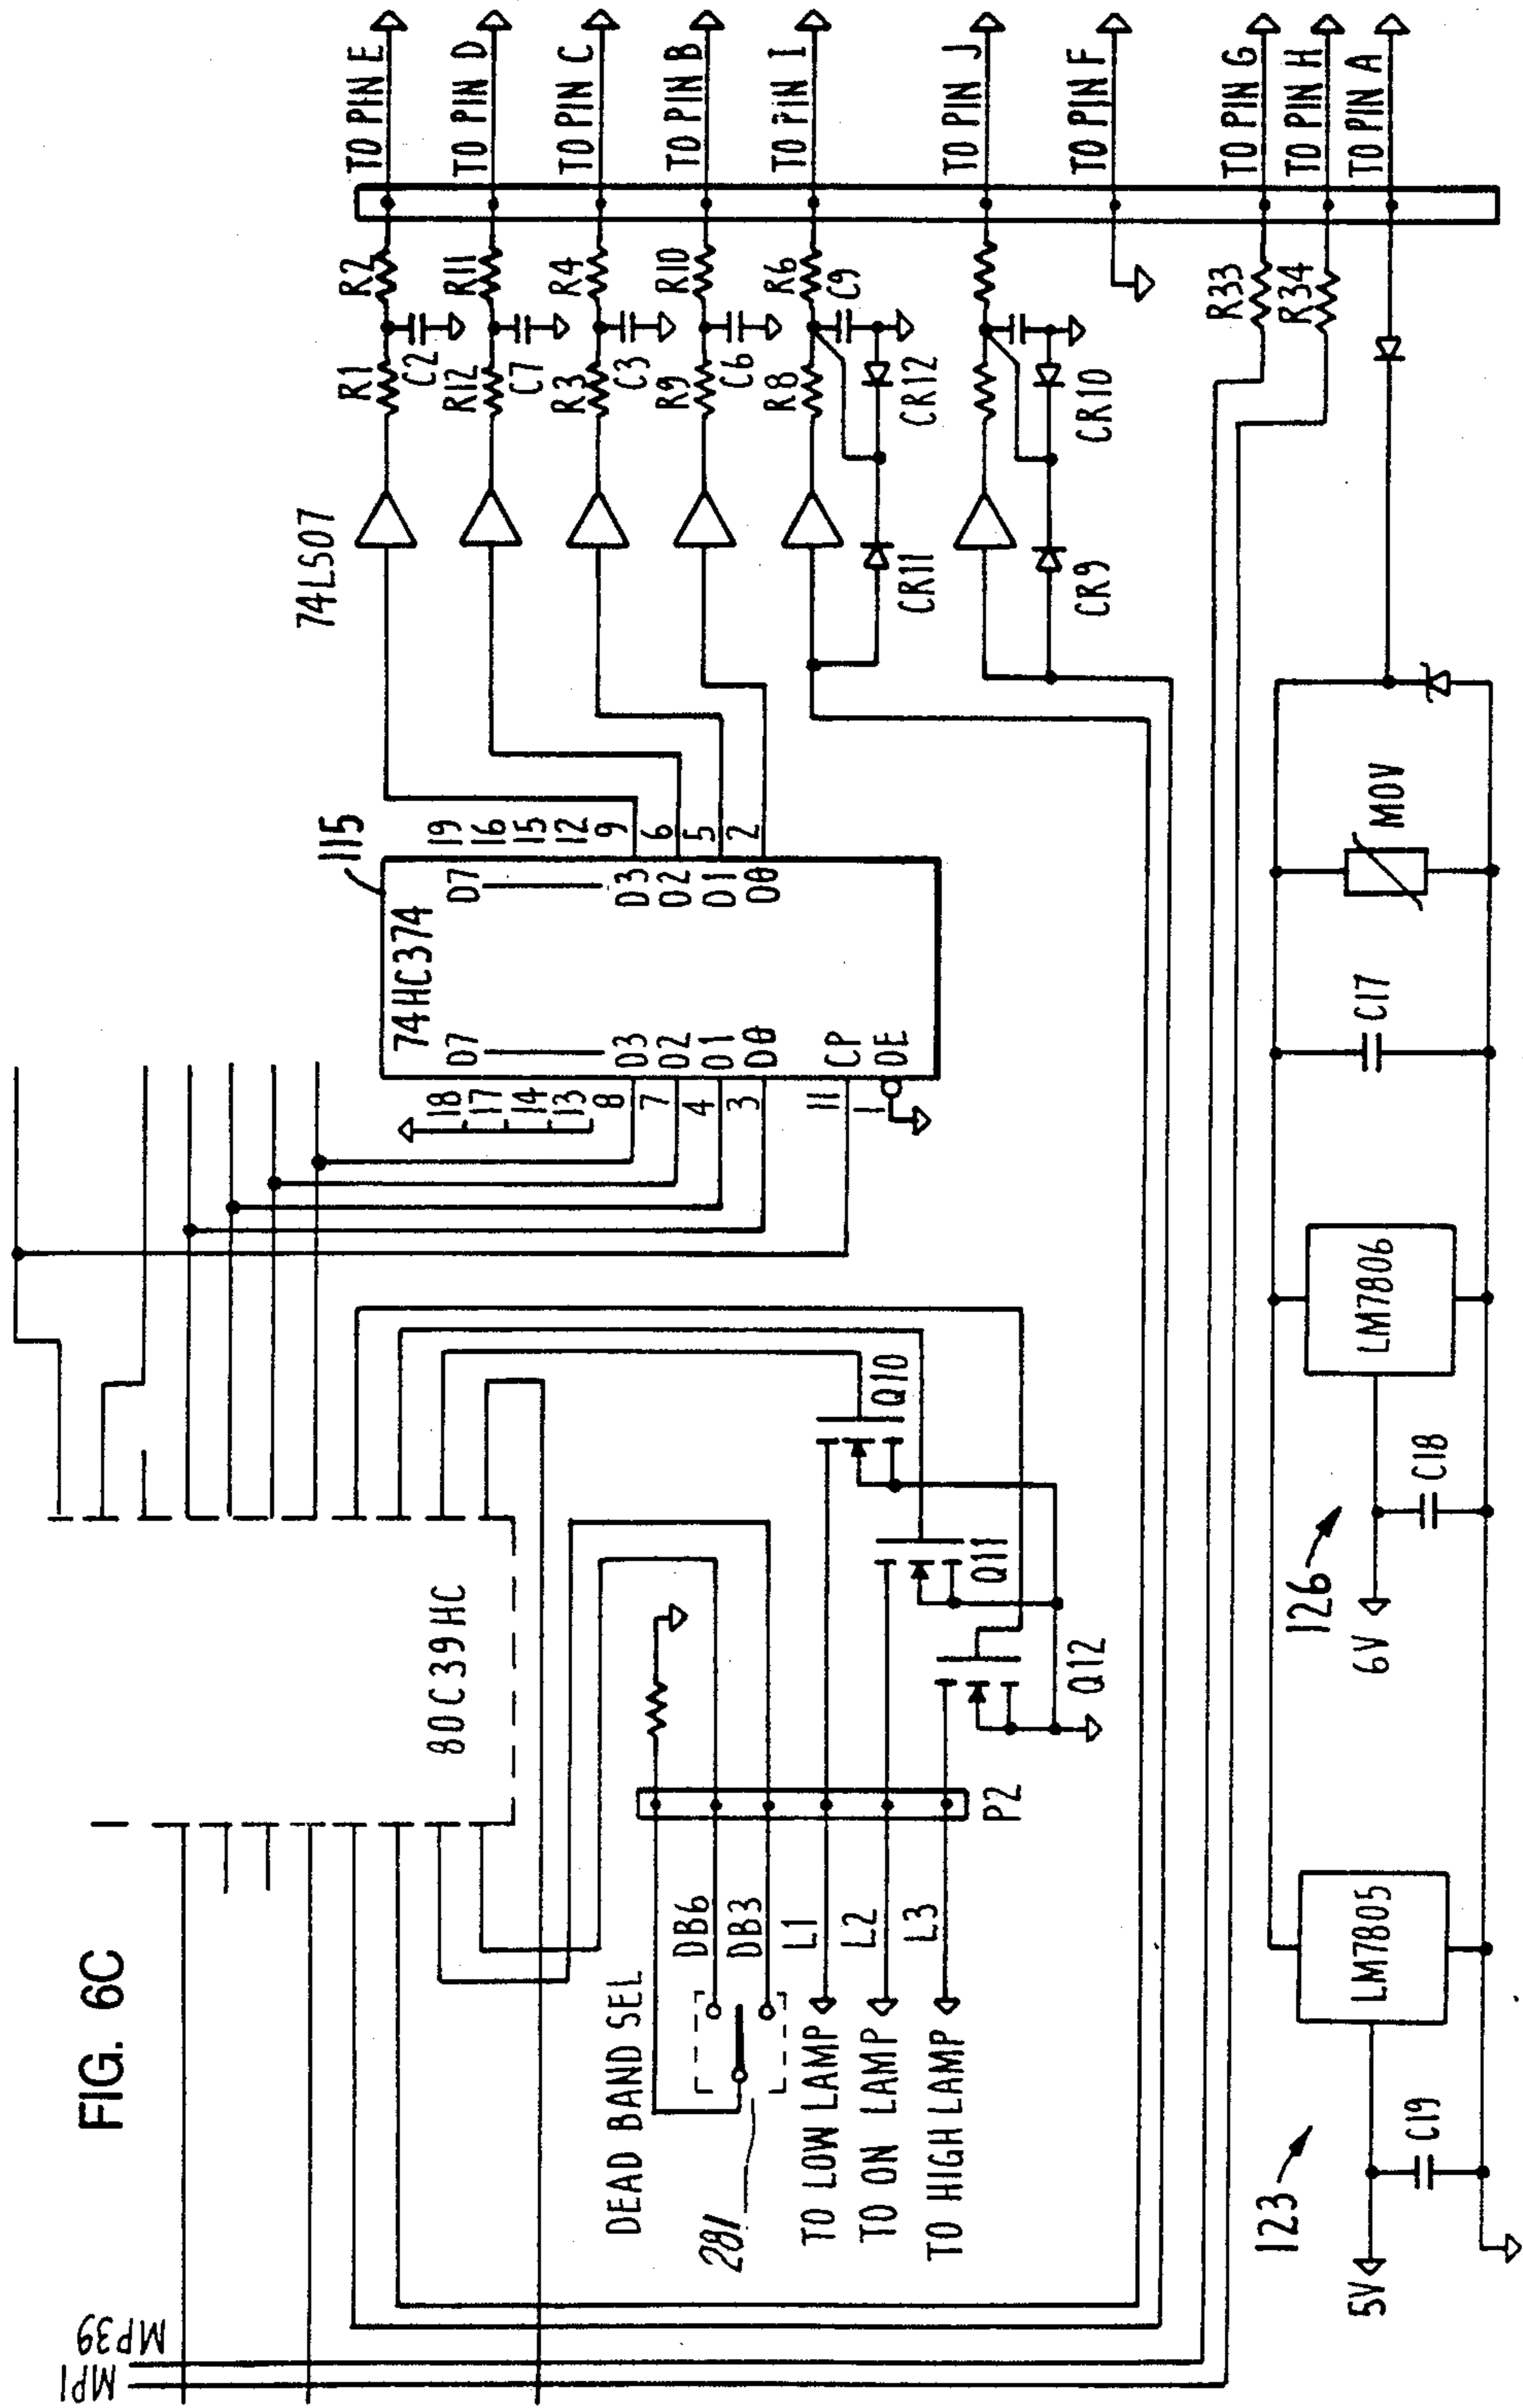 FIG. 6C
MP1
MP39
80C39HC
74HC374
115
D7
D3
D2
D1
D0
CP
OE
18
17
14
13
8
7
4
3
11
1
D7
D3
D2
D1
D0
19
16
15
12
9
6
5
2
74LS07
R1
R2
C2
TO PIN E
R12
R11
C7
TO PIN D
R3
R4
C3
TO PIN C
R9
R10
C6
TO PIN B
R8
R6
C9
TO PIN I
CR11
CR12
TO PIN J
CR9
CR10
TO PIN F
R33
TO PIN G
R34
TO PIN H
TO PIN A
DEAD BAND SEL
281
DB6
DB3
L1
TO LOW LAMP
L2
TO ON LAMP
L3
TO HIGH LAMP
P2
Q10
Q11
Q12
123
5V
C19
LM7805
126
6V
C18
LM7806
C17
MOV